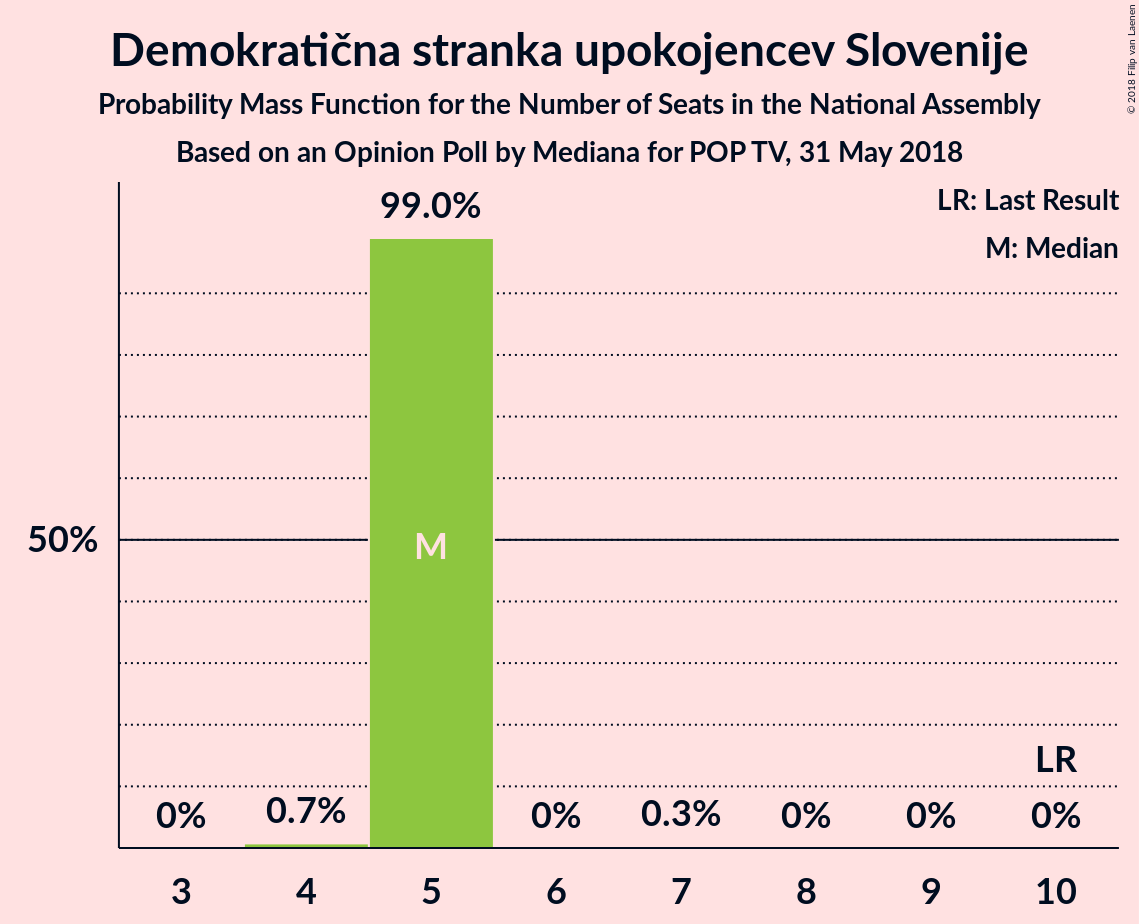 Demokratična stranka upokojencev Slovenije
Probability Mass Function for the Number of Seats in the National Assembly
Based on an Opinion Poll by Mediana for POP TV, 31 May 2018
© 2018 Filip van Laenen
LR: Last Result
M: Median
99.0%
50%
M
LR
0% 0.7% 0% 0.3% 0% 0% 0%
3 4 5 6 7 8 9 10